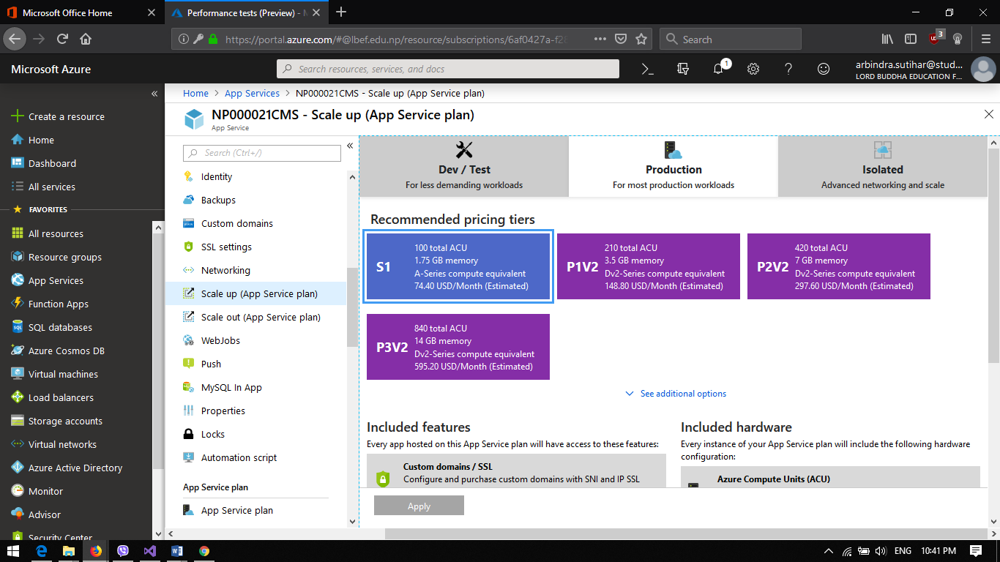 Microsoft Office Home
Performance tests (Preview) - M
https://portal.azure.com/#@lbef.edu.np/resource/subscriptions/6af0427a-f28
Search
3
Microsoft Azure
Search resources, services, and docs
1
arbindra.sutihar@stud...
LORD BUDDHA EDUCATION F...
Create a resource
Home
Dashboard
All services
FAVORITES
All resources
Resource groups
App Services
Function Apps
SQL databases
Azure Cosmos DB
Virtual machines
Load balancers
Storage accounts
Virtual networks
Azure Active Directory
Monitor
Advisor
Security Center
Home > App Services > NP000021CMS - Scale up (App Service plan)
NP000021CMS - Scale up (App Service plan)
App Service
Search (Ctrl+/)
Identity
Backups
Custom domains
SSL settings
Networking
Scale up (App Service plan)
Scale out (App Service plan)
WebJobs
Push
MySQL In App
Properties
Locks
Automation script
App Service plan
App Service plan
Dev / Test
For less demanding workloads
Production
For most production workloads
Isolated
Advanced networking and scale
Recommended pricing tiers
S1
100 total ACU
1.75 GB memory
A-Series compute equivalent
74.40 USD/Month (Estimated)
P1V2
210 total ACU
3.5 GB memory
Dv2-Series compute equivalent
148.80 USD/Month (Estimated)
P2V2
420 total ACU
7 GB memory
Dv2-Series compute equivalent
297.60 USD/Month (Estimated)
P3V2
840 total ACU
14 GB memory
Dv2-Series compute equivalent
595.20 USD/Month (Estimated)
See additional options
Included features
Every app hosted on this App Service plan will have access to these features:
Custom domains / SSL
Configure and purchase custom domains with SNI and IP SSL
Included hardware
Every instance of your App Service plan will include the following hardware
configuration:
Azure Compute Units (ACU)
Apply
ENG
10:41 PM